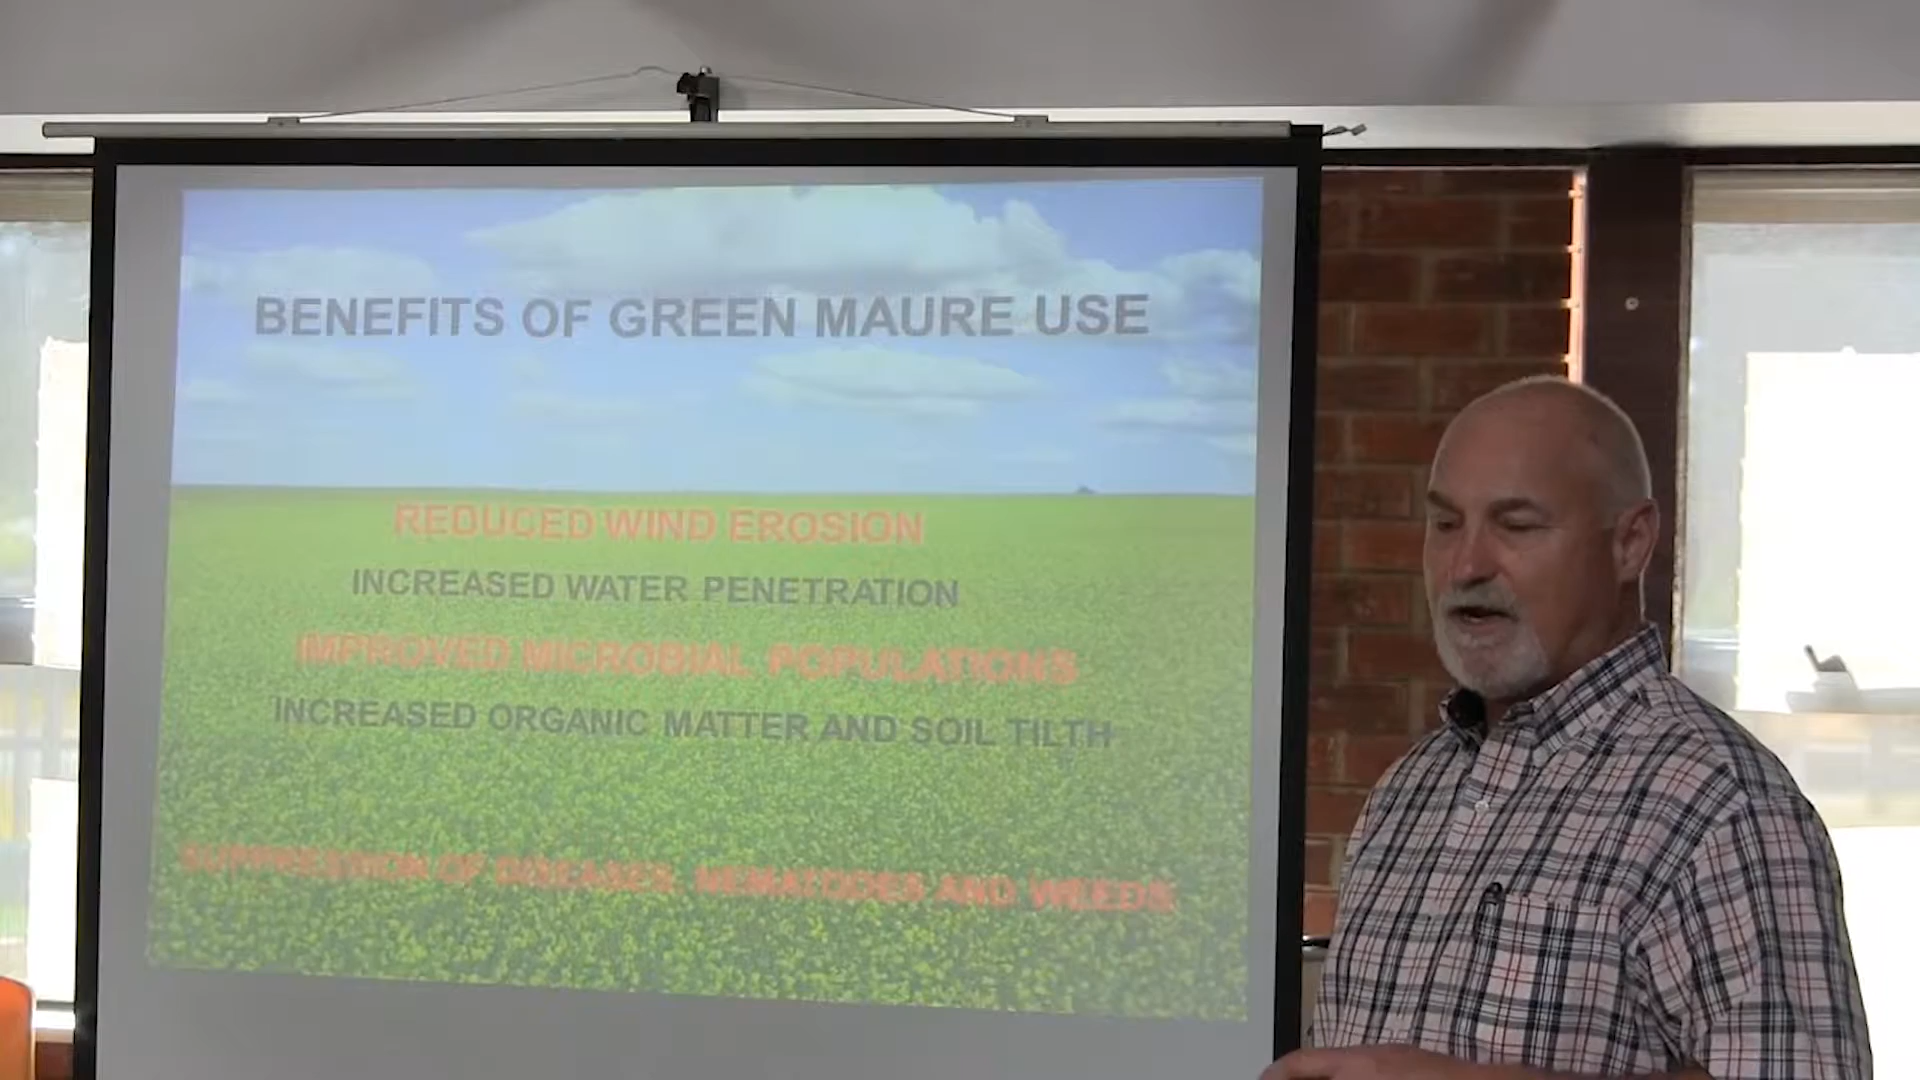 BENEFITS OF GREEN MAURE USE
REDUCED WIND EROSION
INCREASED WATER PENETRATION
IMPROVED MICROBIAL POPULATIONS
INCREASED ORGANIC MATTER AND SOIL TILTH
SUPPRESSION OF DISEASES, NEMATODES AND WEEDS